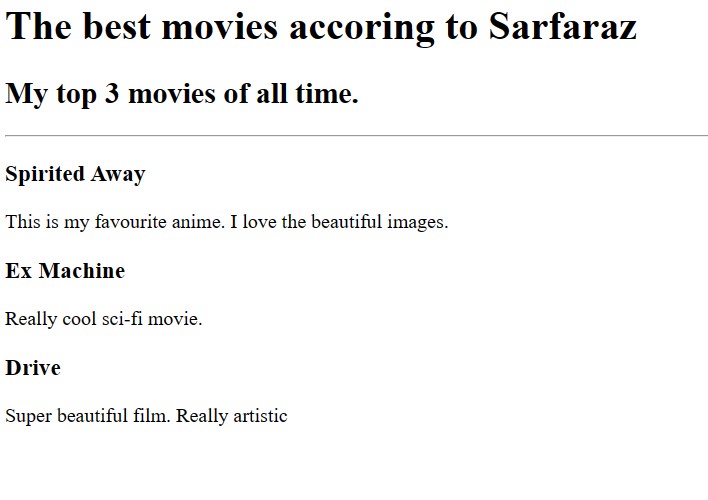 The best movies accoring to Sarfaraz
My top 3 movies of all time.
Spirited Away
This is my favourite anime. I love the beautiful images.
Ex Machine
Really cool sci-fi movie.
Drive
Super beautiful film. Really artistic